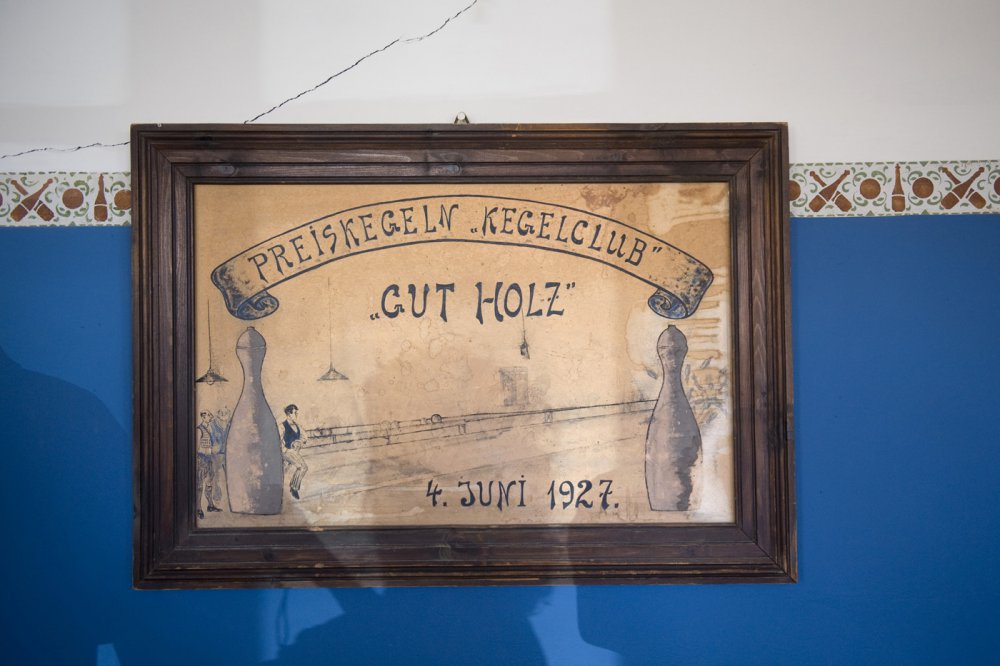 PREISKEGELN „KEGELCLUB"
„GUT HOLZ"
4. JUNI 1927.